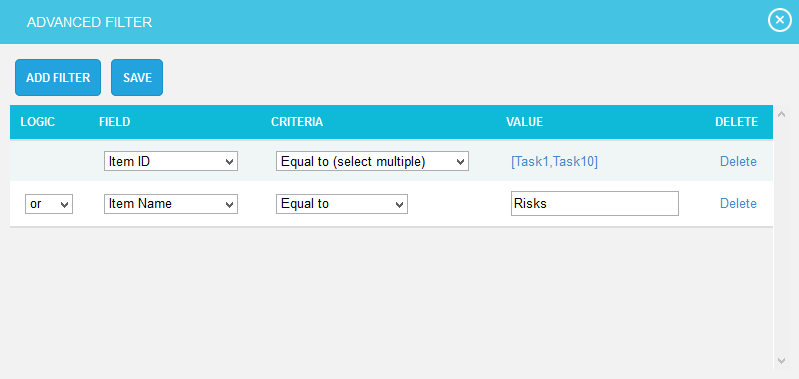 ADVANCED FILTER
ADD FILTER SAVE
LOGIC FIELD CRITERIA VALUE DELETE
Item ID Equal to (select multiple) [Task1,Task10] Delete
or Item Name Equal to Risks Delete